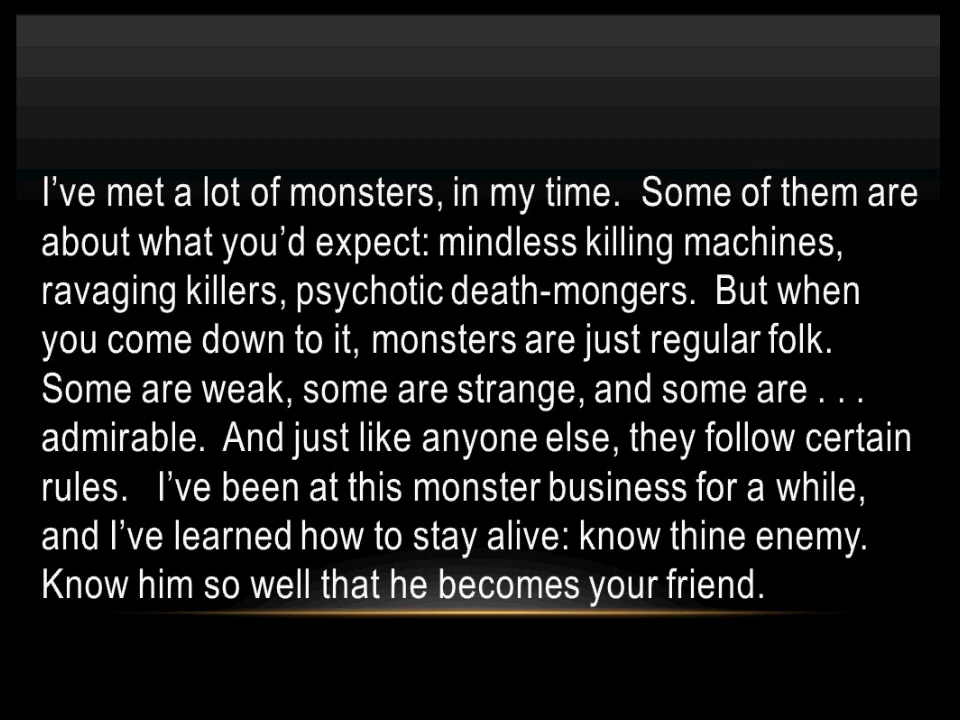 I’ve met a lot of monsters, in my time.  Some of them are
about what you’d expect: mindless killing machines,
ravaging killers, psychotic death-mongers.  But when
you come down to it, monsters are just regular folk.
Some are weak, some are strange, and some are . . .
admirable.  And just like anyone else, they follow certain
rules.   I’ve been at this monster business for a while,
and I’ve learned how to stay alive: know thine enemy.
Know him so well that he becomes your friend.